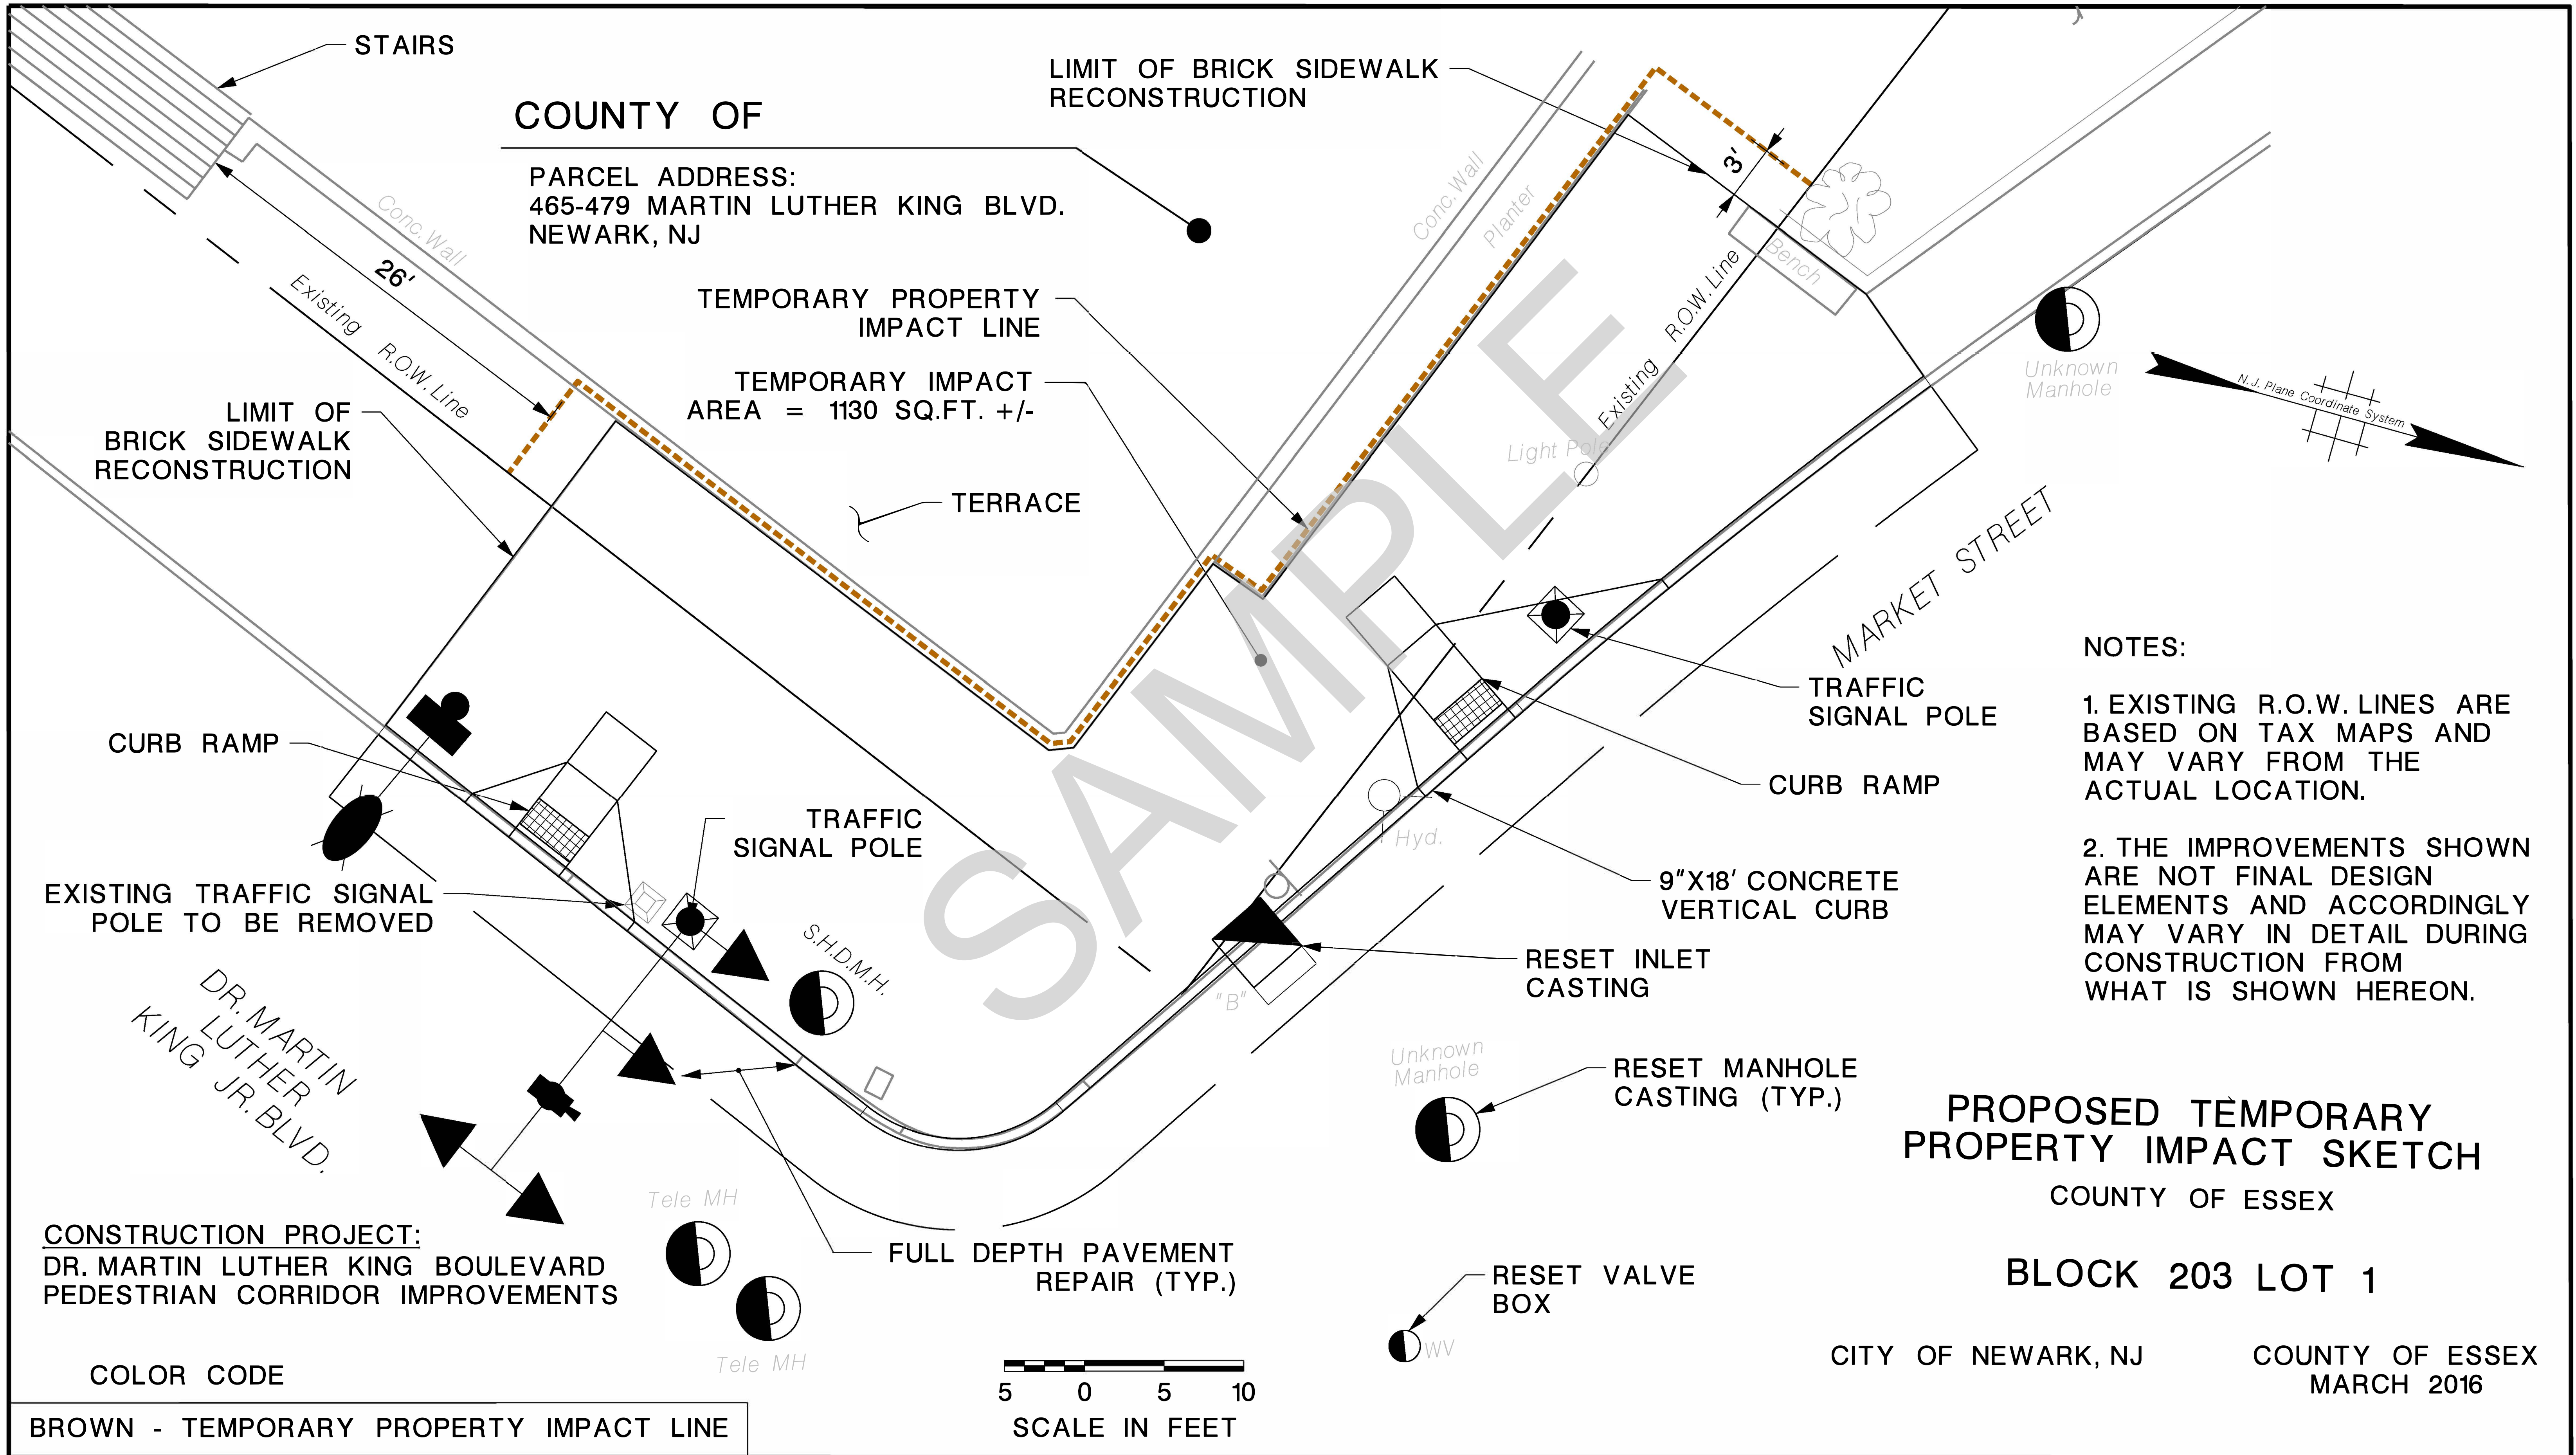 STAIRS
LIMIT OF BRICK SIDEWALK
RECONSTRUCTION
COUNTY OF
PARCEL ADDRESS:
465-479 MARTIN LUTHER KING BLVD.
NEWARK, NJ
3'
Conc. Wall
Conc. Wall
Planter
Bench
26'
Existing R.O.W. Line
Existing R.O.W. Line
TEMPORARY PROPERTY
IMPACT LINE
TEMPORARY IMPACT
AREA = 1130 SQ.FT. +/-
LIMIT OF
BRICK SIDEWALK
RECONSTRUCTION
TERRACE
Light Pole
Unknown
Manhole
N.J. Plane Coordinate System
SAMPLE
MARKET STREET
NOTES:
1. EXISTING R.O.W. LINES ARE
BASED ON TAX MAPS AND
MAY VARY FROM THE
ACTUAL LOCATION.
2. THE IMPROVEMENTS SHOWN
ARE NOT FINAL DESIGN
ELEMENTS AND ACCORDINGLY
MAY VARY IN DETAIL DURING
CONSTRUCTION FROM
WHAT IS SHOWN HEREON.
TRAFFIC
SIGNAL POLE
CURB RAMP
CURB RAMP
TRAFFIC
SIGNAL POLE
Hyd.
9"X18' CONCRETE
VERTICAL CURB
EXISTING TRAFFIC SIGNAL
POLE TO BE REMOVED
S.H.D.M.H.
RESET INLET
CASTING
"B"
DR. MARTIN
LUTHER
KING JR. BLVD.
Unknown
Manhole
RESET MANHOLE
CASTING (TYP.)
PROPOSED TEMPORARY
PROPERTY IMPACT SKETCH
COUNTY OF ESSEX
BLOCK 203 LOT 1
CITY OF NEWARK, NJ
COUNTY OF ESSEX
MARCH 2016
Tele MH
Tele MH
FULL DEPTH PAVEMENT
REPAIR (TYP.)
RESET VALVE
BOX
WV
CONSTRUCTION PROJECT:
DR. MARTIN LUTHER KING BOULEVARD
PEDESTRIAN CORRIDOR IMPROVEMENTS
COLOR CODE
BROWN - TEMPORARY PROPERTY IMPACT LINE
5 0 5 10
SCALE IN FEET